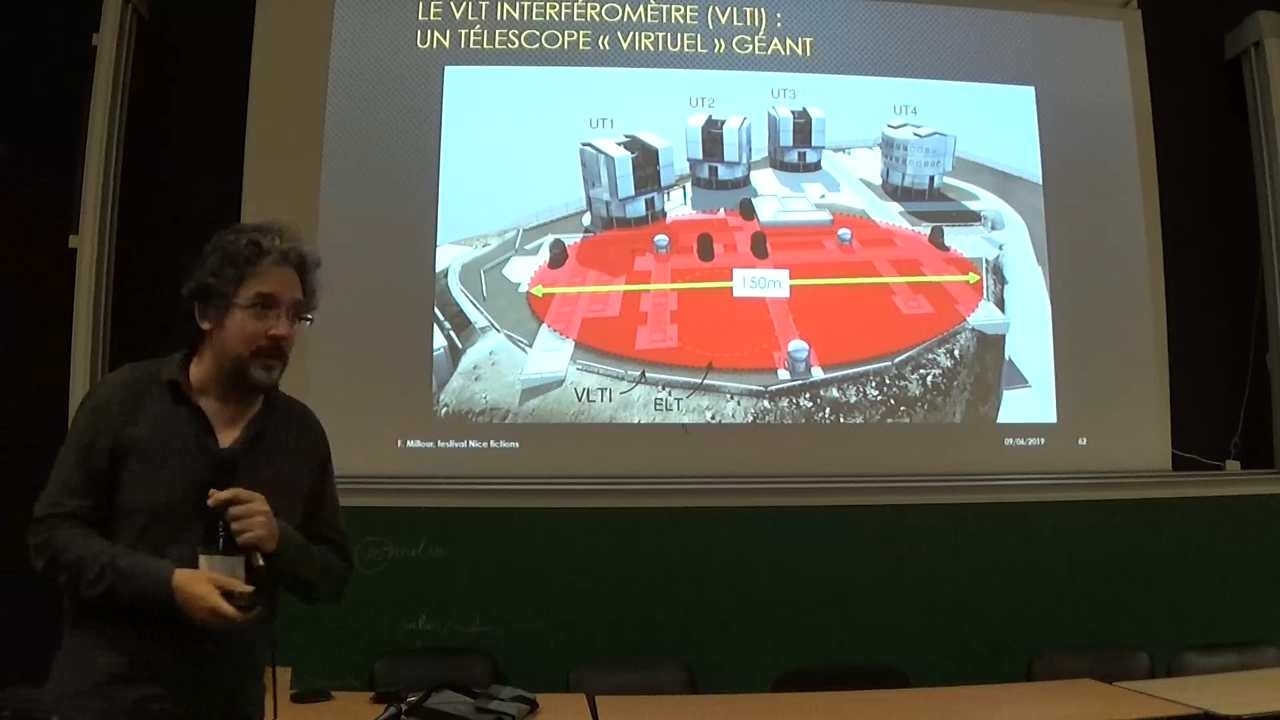 LE VLT INTERFÉROMÈTRE (VLTI) :
UN TÉLESCOPE « VIRTUEL » GÉANT
UT1
UT2
UT3
UT4
150m
VLTI
ELT
F. Millour, festival Nice fictions
09/06/2019
62